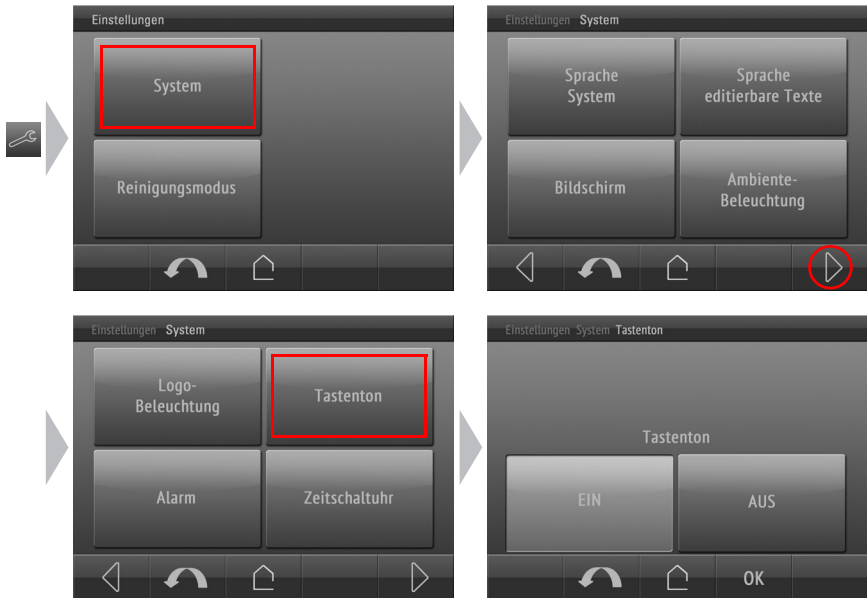 Einstellungen
System
Reinigungsmodus
Einstellungen System
Sprache
System
Sprache
editierbare Texte
Bildschirm
Ambiente-
Beleuchtung
Einstellungen System
Logo-
Beleuchtung
Tastenton
Alarm
Zeitschaltuhr
Einstellungen System Tastenton
Tastenton
EIN
AUS
OK